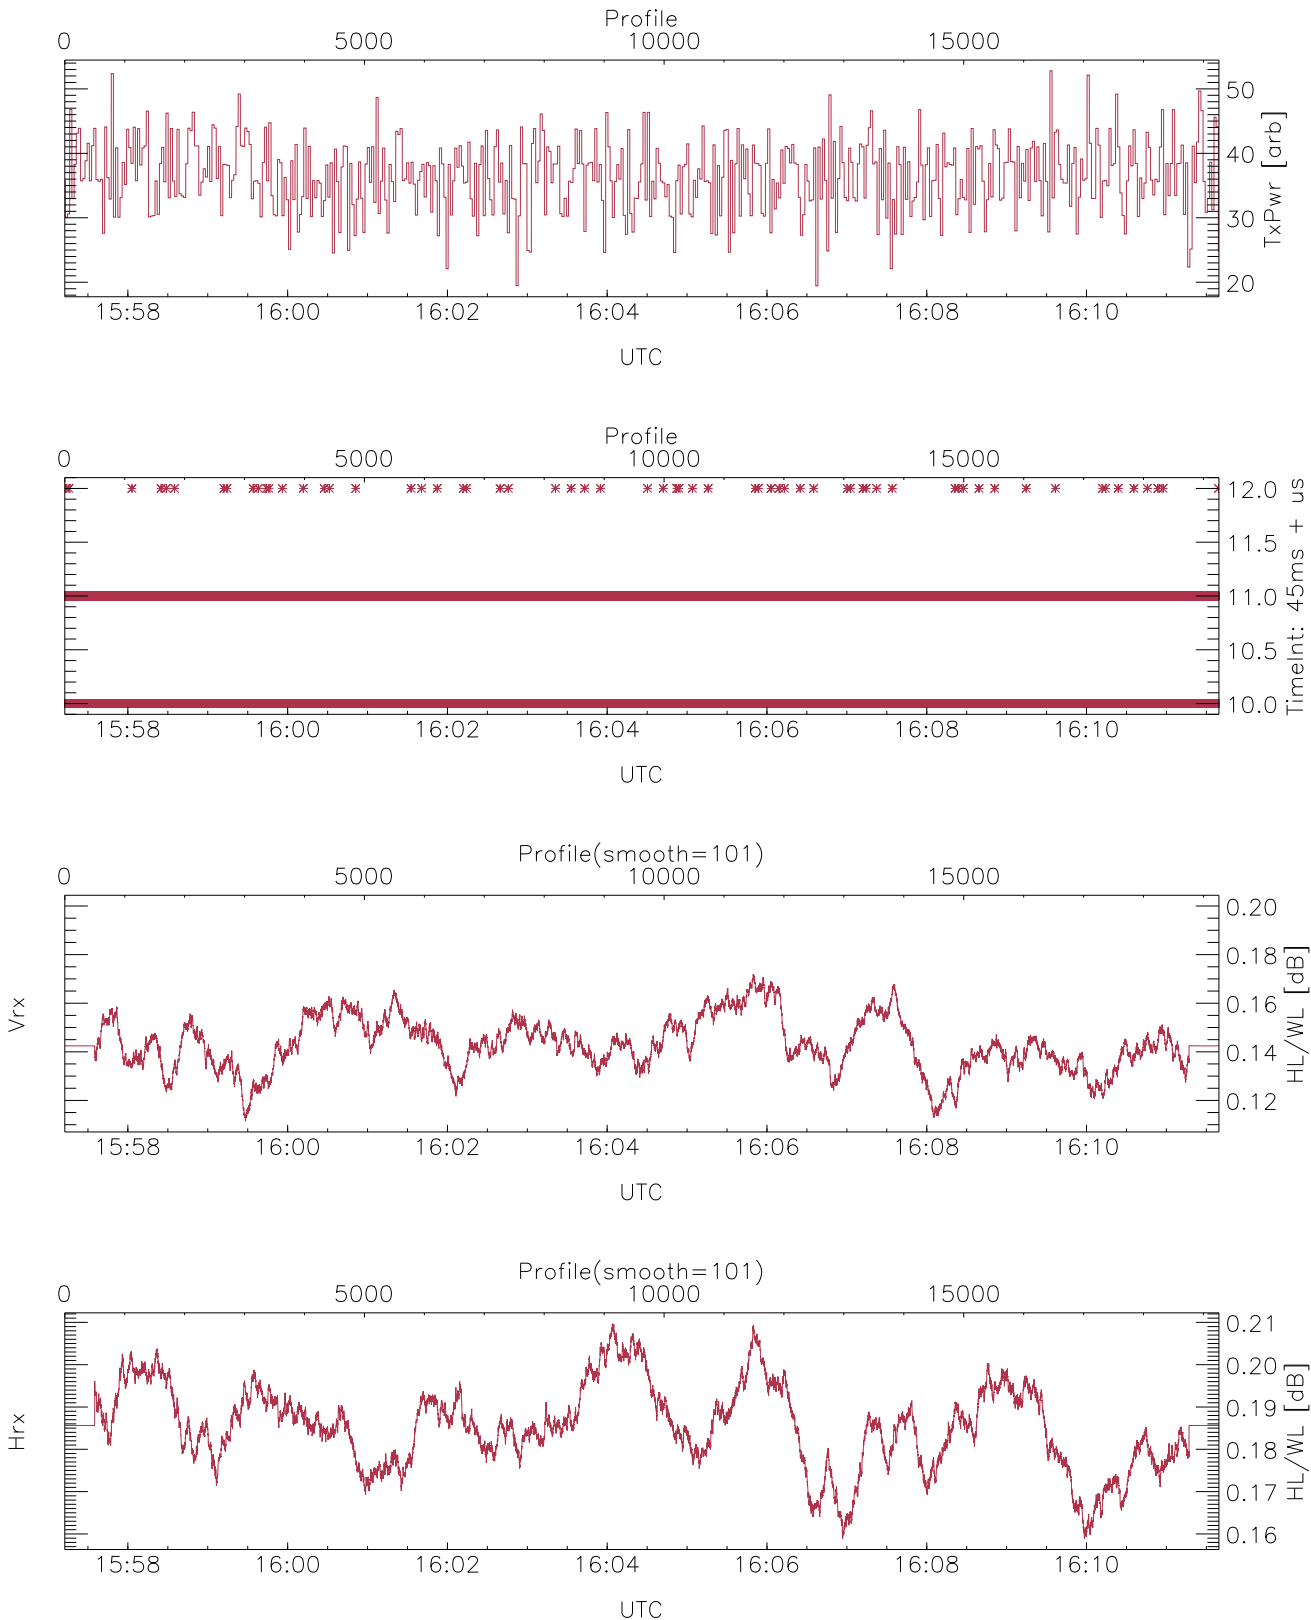 Profile
0 5000 10000 15000
50
40
30
20
TxPwr [arb]
15:58 16:00 16:02 16:04 16:06 16:08 16:10
UTC
Profile
0 5000 10000 15000
12.0
11.5
11.0
10.5
10.0
TimeInt: 45ms + us
15:58 16:00 16:02 16:04 16:06 16:08 16:10
UTC
Profile(smooth=101)
0 5000 10000 15000
Vrx
0.20
0.18
0.16
0.14
0.12
HL/WL [dB]
15:58 16:00 16:02 16:04 16:06 16:08 16:10
UTC
Profile(smooth=101)
0 5000 10000 15000
Hrx
0.21
0.20
0.19
0.18
0.17
0.16
HL/WL [dB]
15:58 16:00 16:02 16:04 16:06 16:08 16:10
UTC